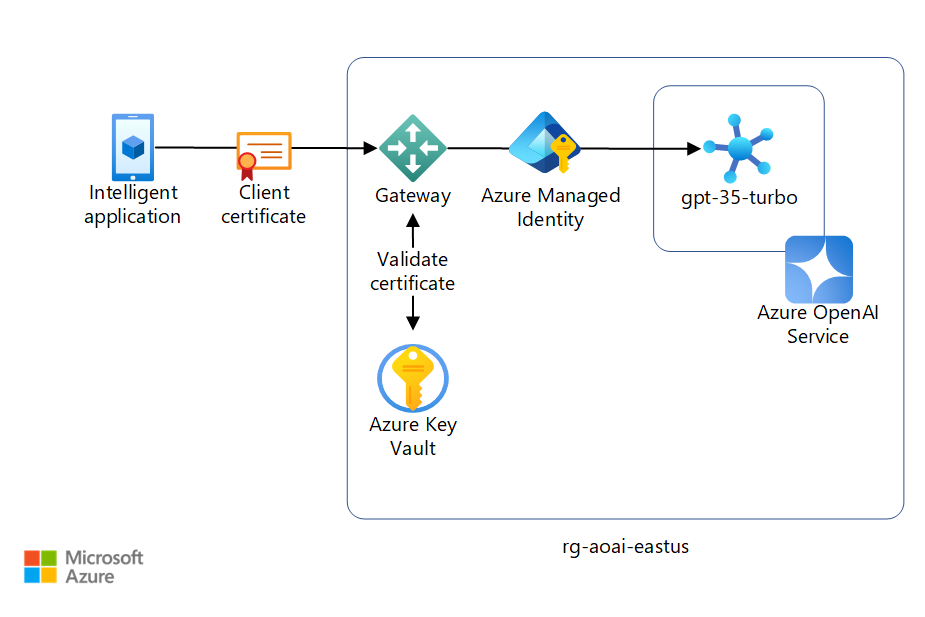 Intelligent
application
Client
certificate
Gateway
Azure Managed
Identity
gpt-35-turbo
Validate
certificate
Azure OpenAI
Service
Azure Key
Vault
rg-aoai-eastus
Microsoft
Azure